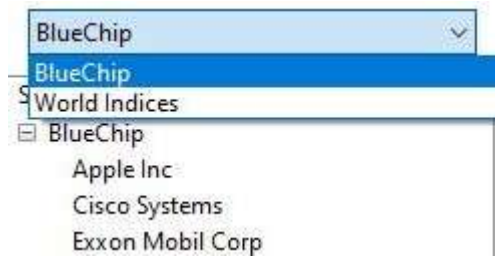 BlueChip
BlueChip
World Indices
BlueChip
Apple Inc
Cisco Systems
Exxon Mobil Corp